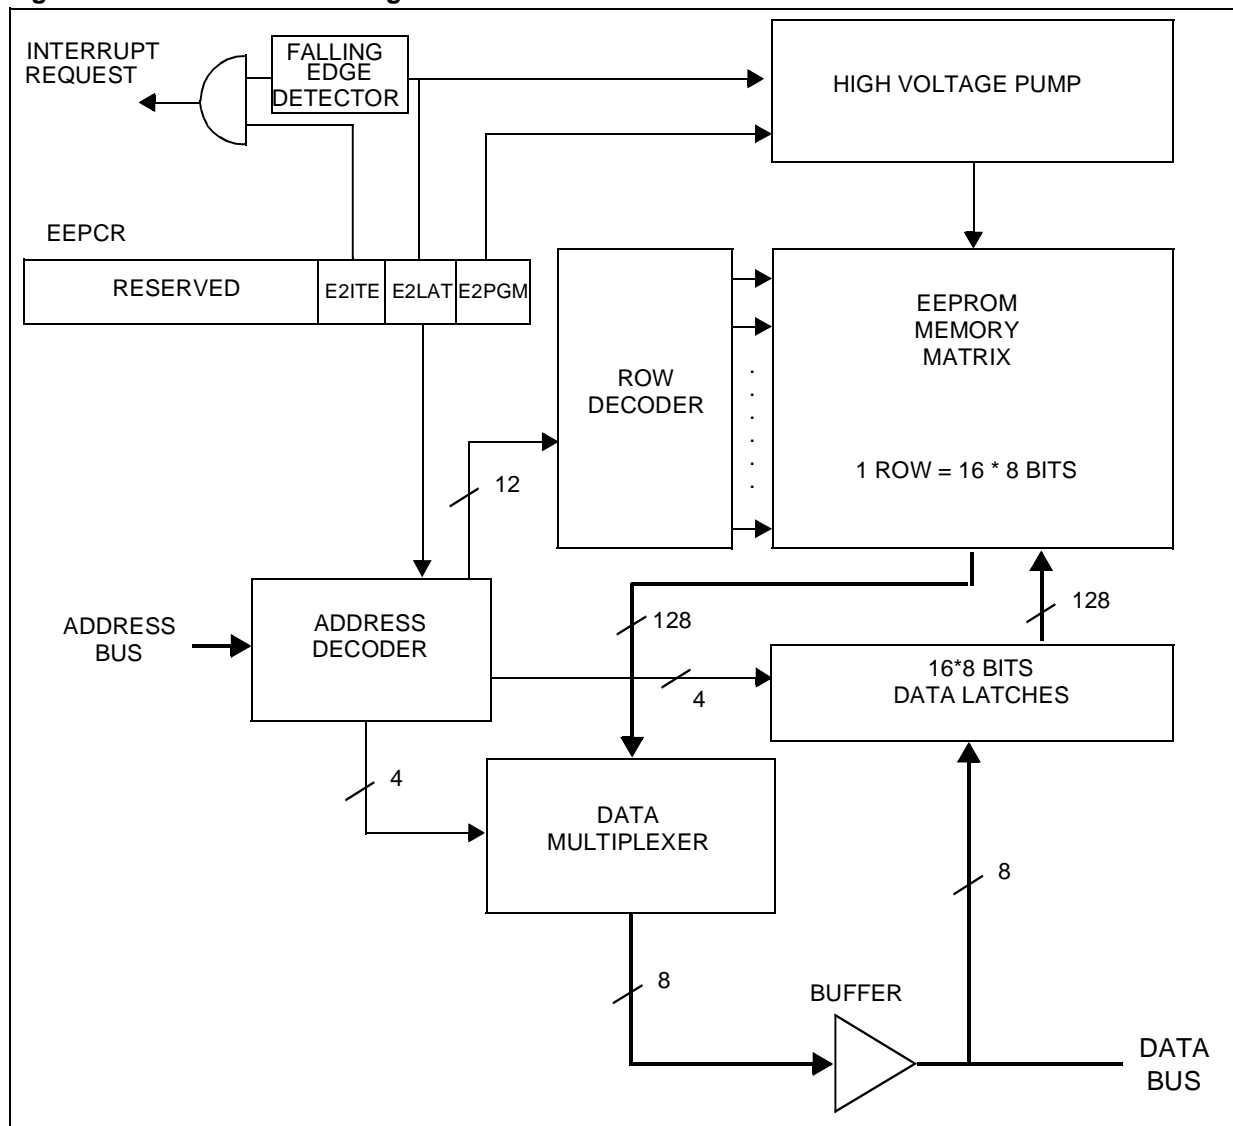 INTERRUPT
REQUEST
FALLING
EDGE
DETECTOR
HIGH VOLTAGE PUMP
EEPCR
RESERVED
E2ITE
E2LAT
E2PGM
ROW
DECODER
EEPROM
MEMORY
MATRIX
1 ROW = 16 * 8 BITS
12
ADDRESS
BUS
ADDRESS
DECODER
128
128
4
16*8 BITS
DATA LATCHES
4
DATA
MULTIPLEXER
8
8
BUFFER
DATA
BUS